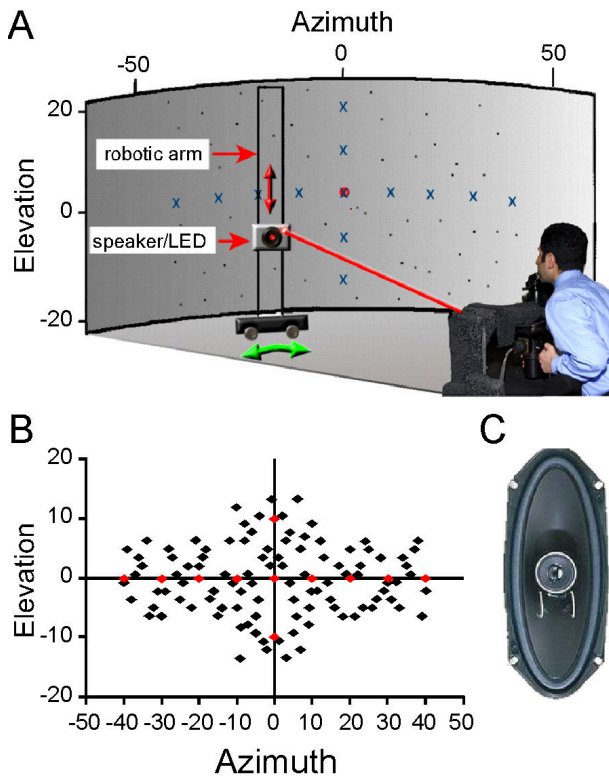 A
Azimuth
-50
0
50
20
0
-20
Elevation
robotic arm
speaker/LED
X
X
X X X X X X X X X
X
X
B
C
20
10
0
-10
-20
Elevation
-50 -40 -30 -20 -10 0 10 20 30 40 50
Azimuth